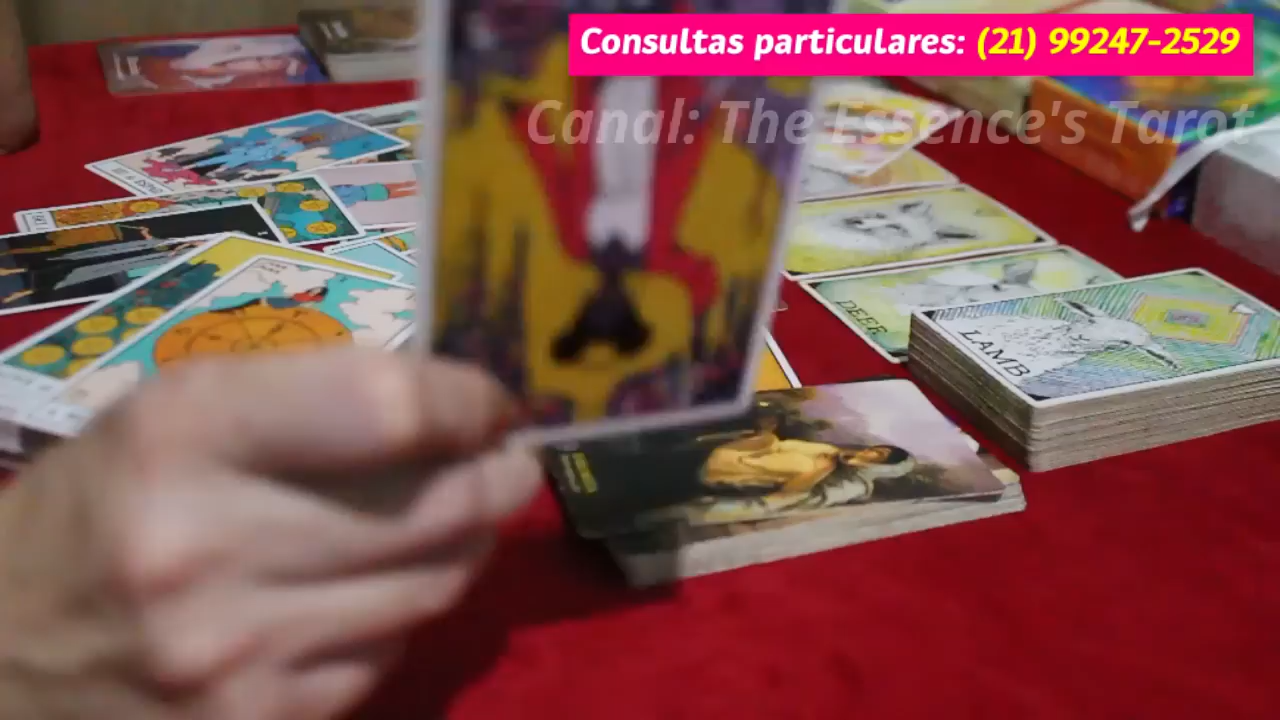 Consultas particulares: (21) 99247-2529
Canal: The Essence's Tarot
DEER
LAMB